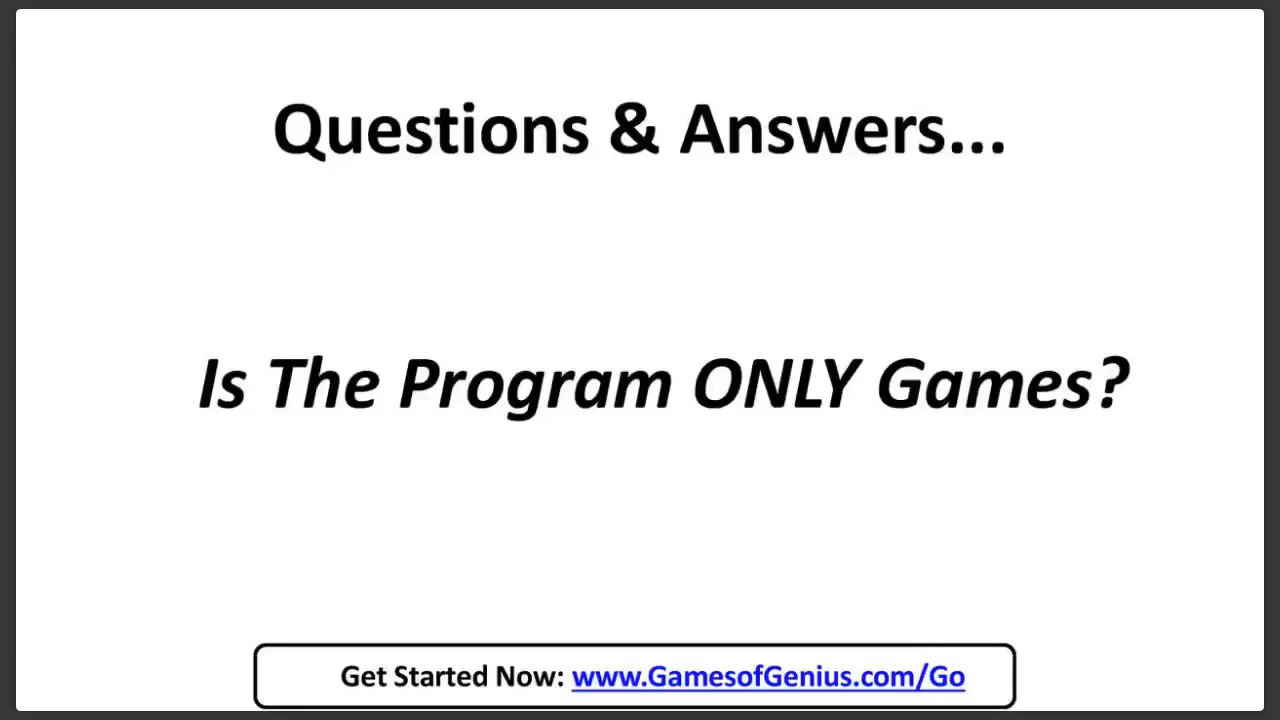 Questions & Answers...
Is The Program ONLY Games?
Get Started Now: www.GamesofGenius.com/Go